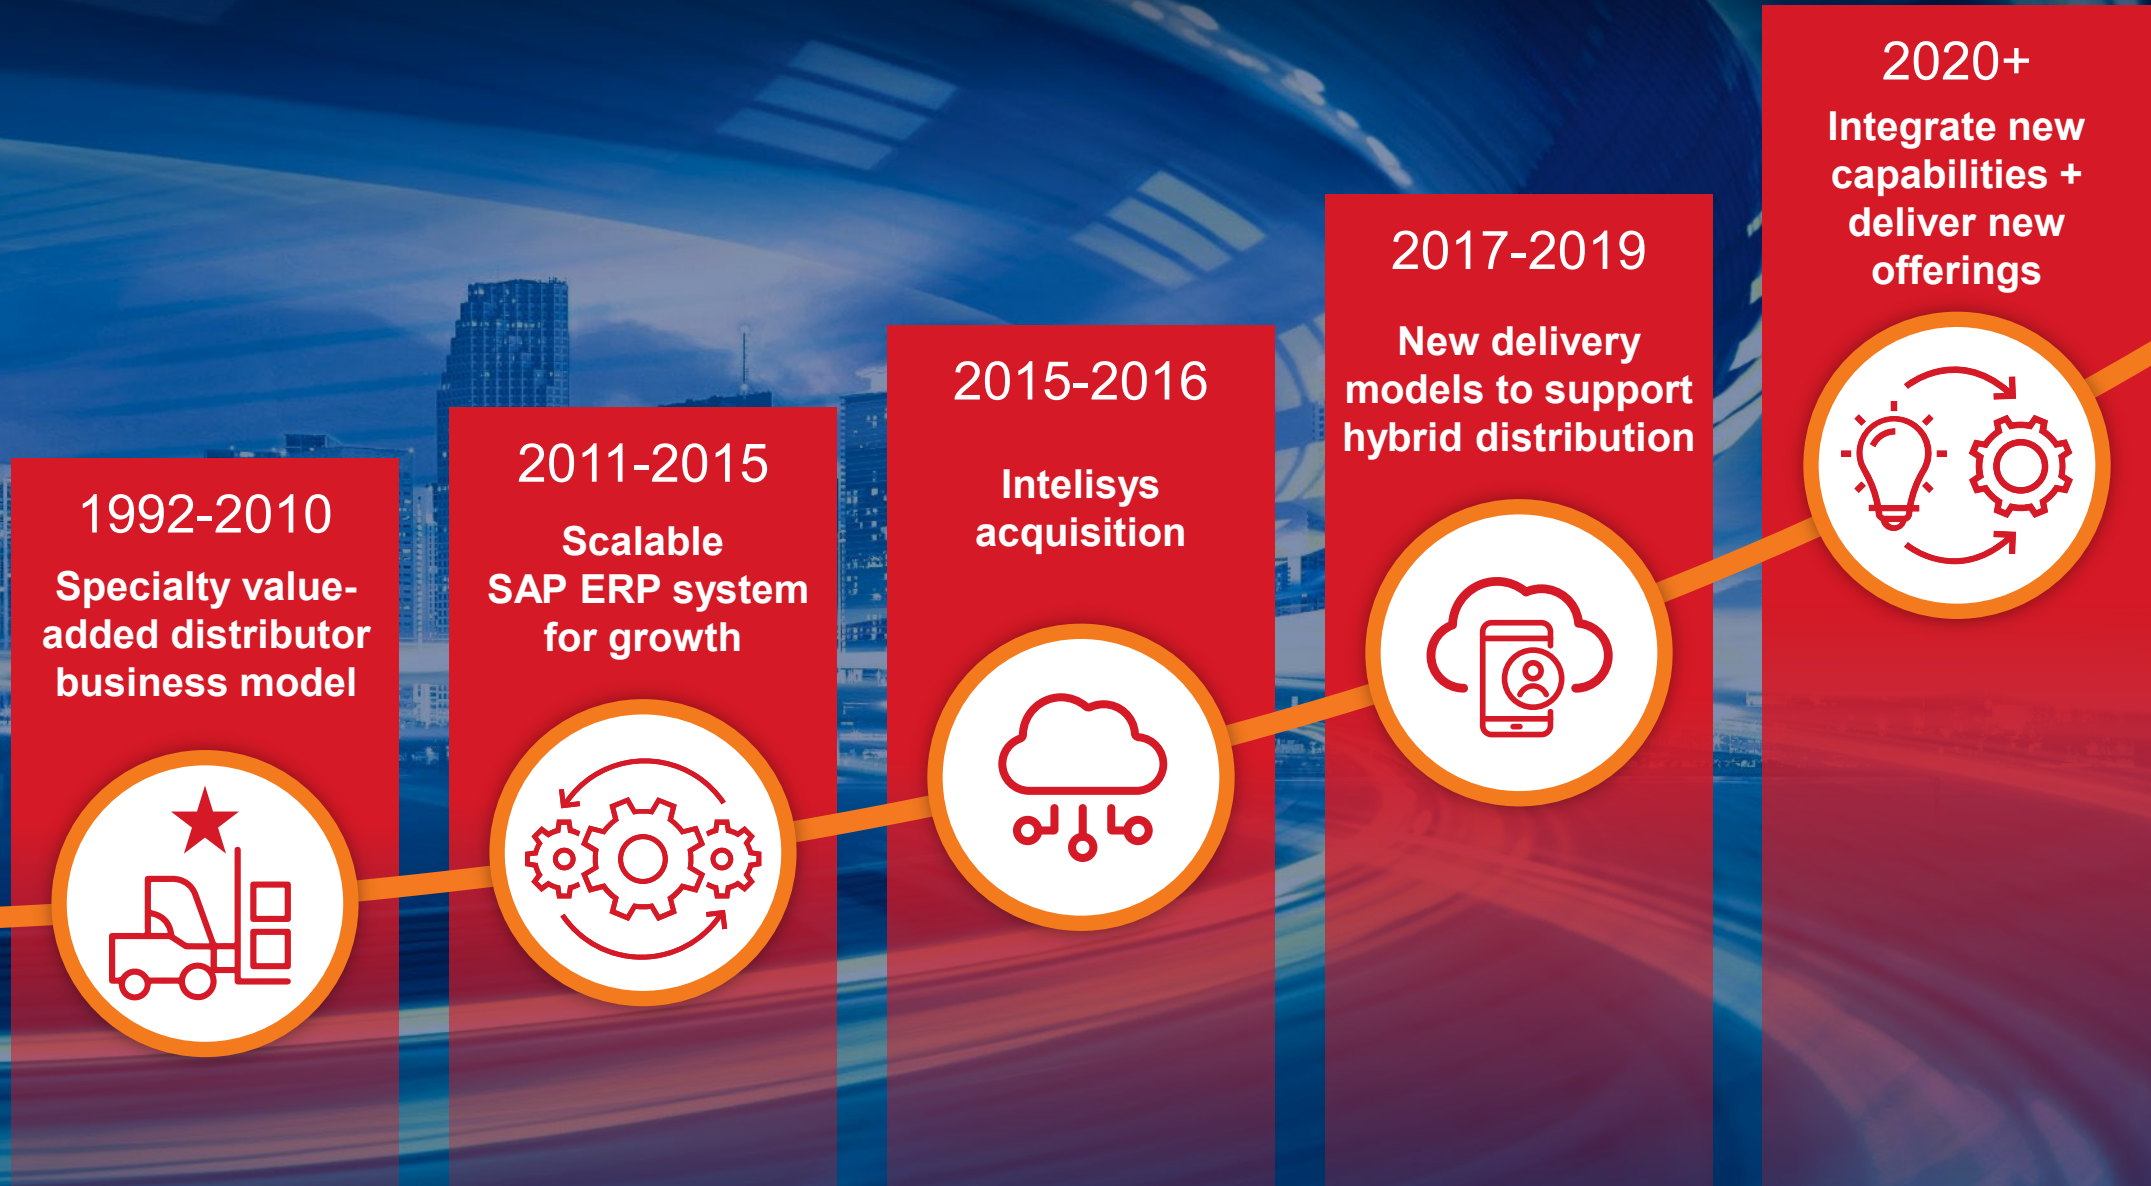 1992-2010
Specialty value-
added distributor
business model
2011-2015
Scalable
SAP ERP system
for growth
2015-2016
Intelisys
acquisition
2017-2019
New delivery
models to support
hybrid distribution
2020+
Integrate new
capabilities +
deliver new
offerings